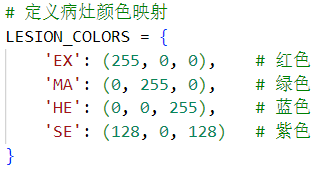 # 定义病灶颜色映射
LESION_COLORS = {
    'EX': (255, 0, 0),    # 红色
    'MA': (0, 255, 0),    # 绿色
    'HE': (0, 0, 255),    # 蓝色
    'SE': (128, 0, 128)   # 紫色
}